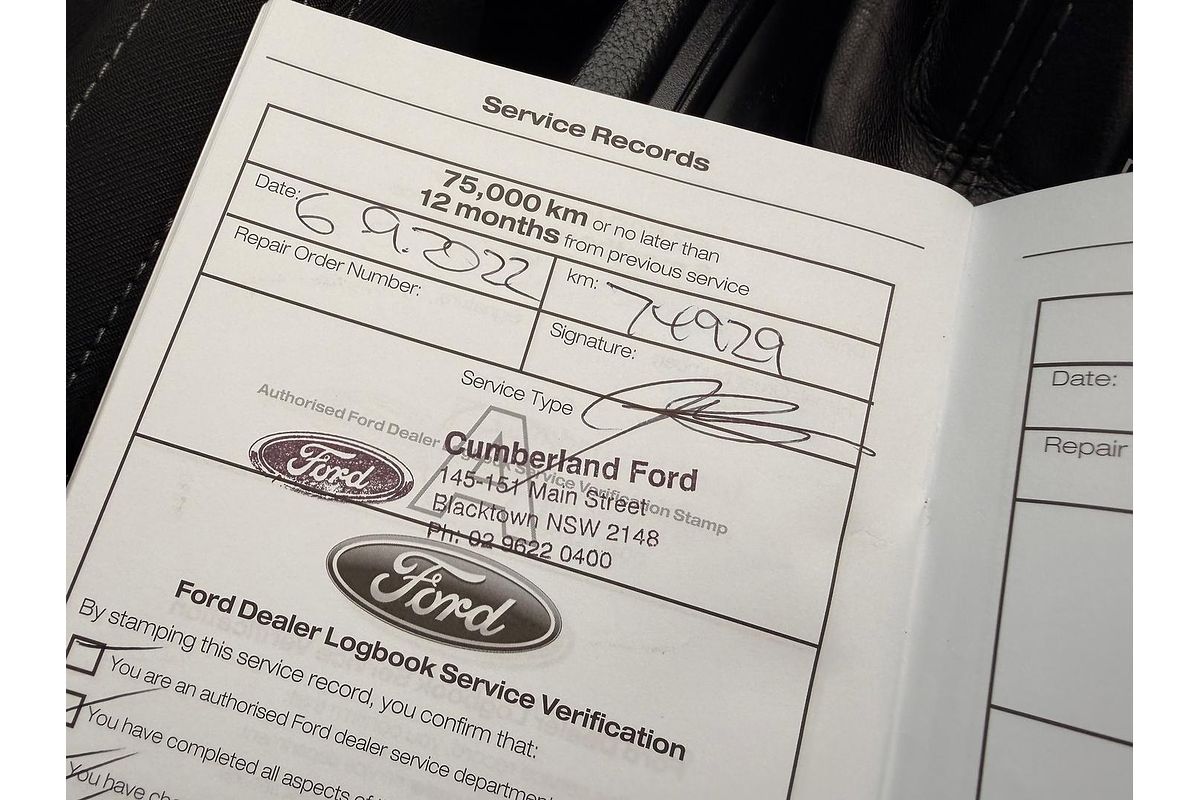 Service Records
75,000 km or no later than
12 months from previous service
Date: 6 9.2022
km: 74929
Repair Order Number:
Signature:
Service Type
A
Authorised Ford Dealer Logbook Service Verification Stamp
Ford
Cumberland Ford
145-151 Main Street
Blacktown NSW 2148
Ph: 02 9622 0400
Ford
Ford Dealer Logbook Service Verification
By stamping this service record, you confirm that:
You are an authorised Ford dealer service department
You have completed all aspects of
You have
Date:
Repair